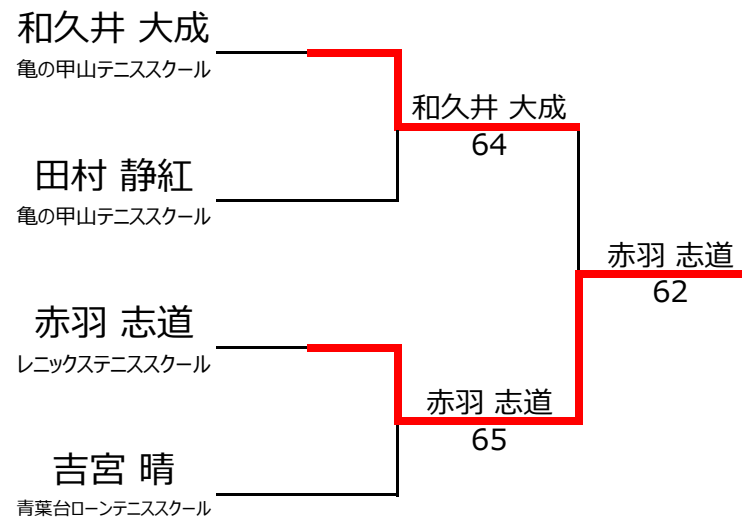 和久井 大成
亀の甲山テニススクール
和久井 大成
64
田村 静紅
亀の甲山テニススクール
赤羽 志道
62
赤羽 志道
レニックステニススクール
赤羽 志道
65
吉宮 晴
青葉台ローンテニススクール